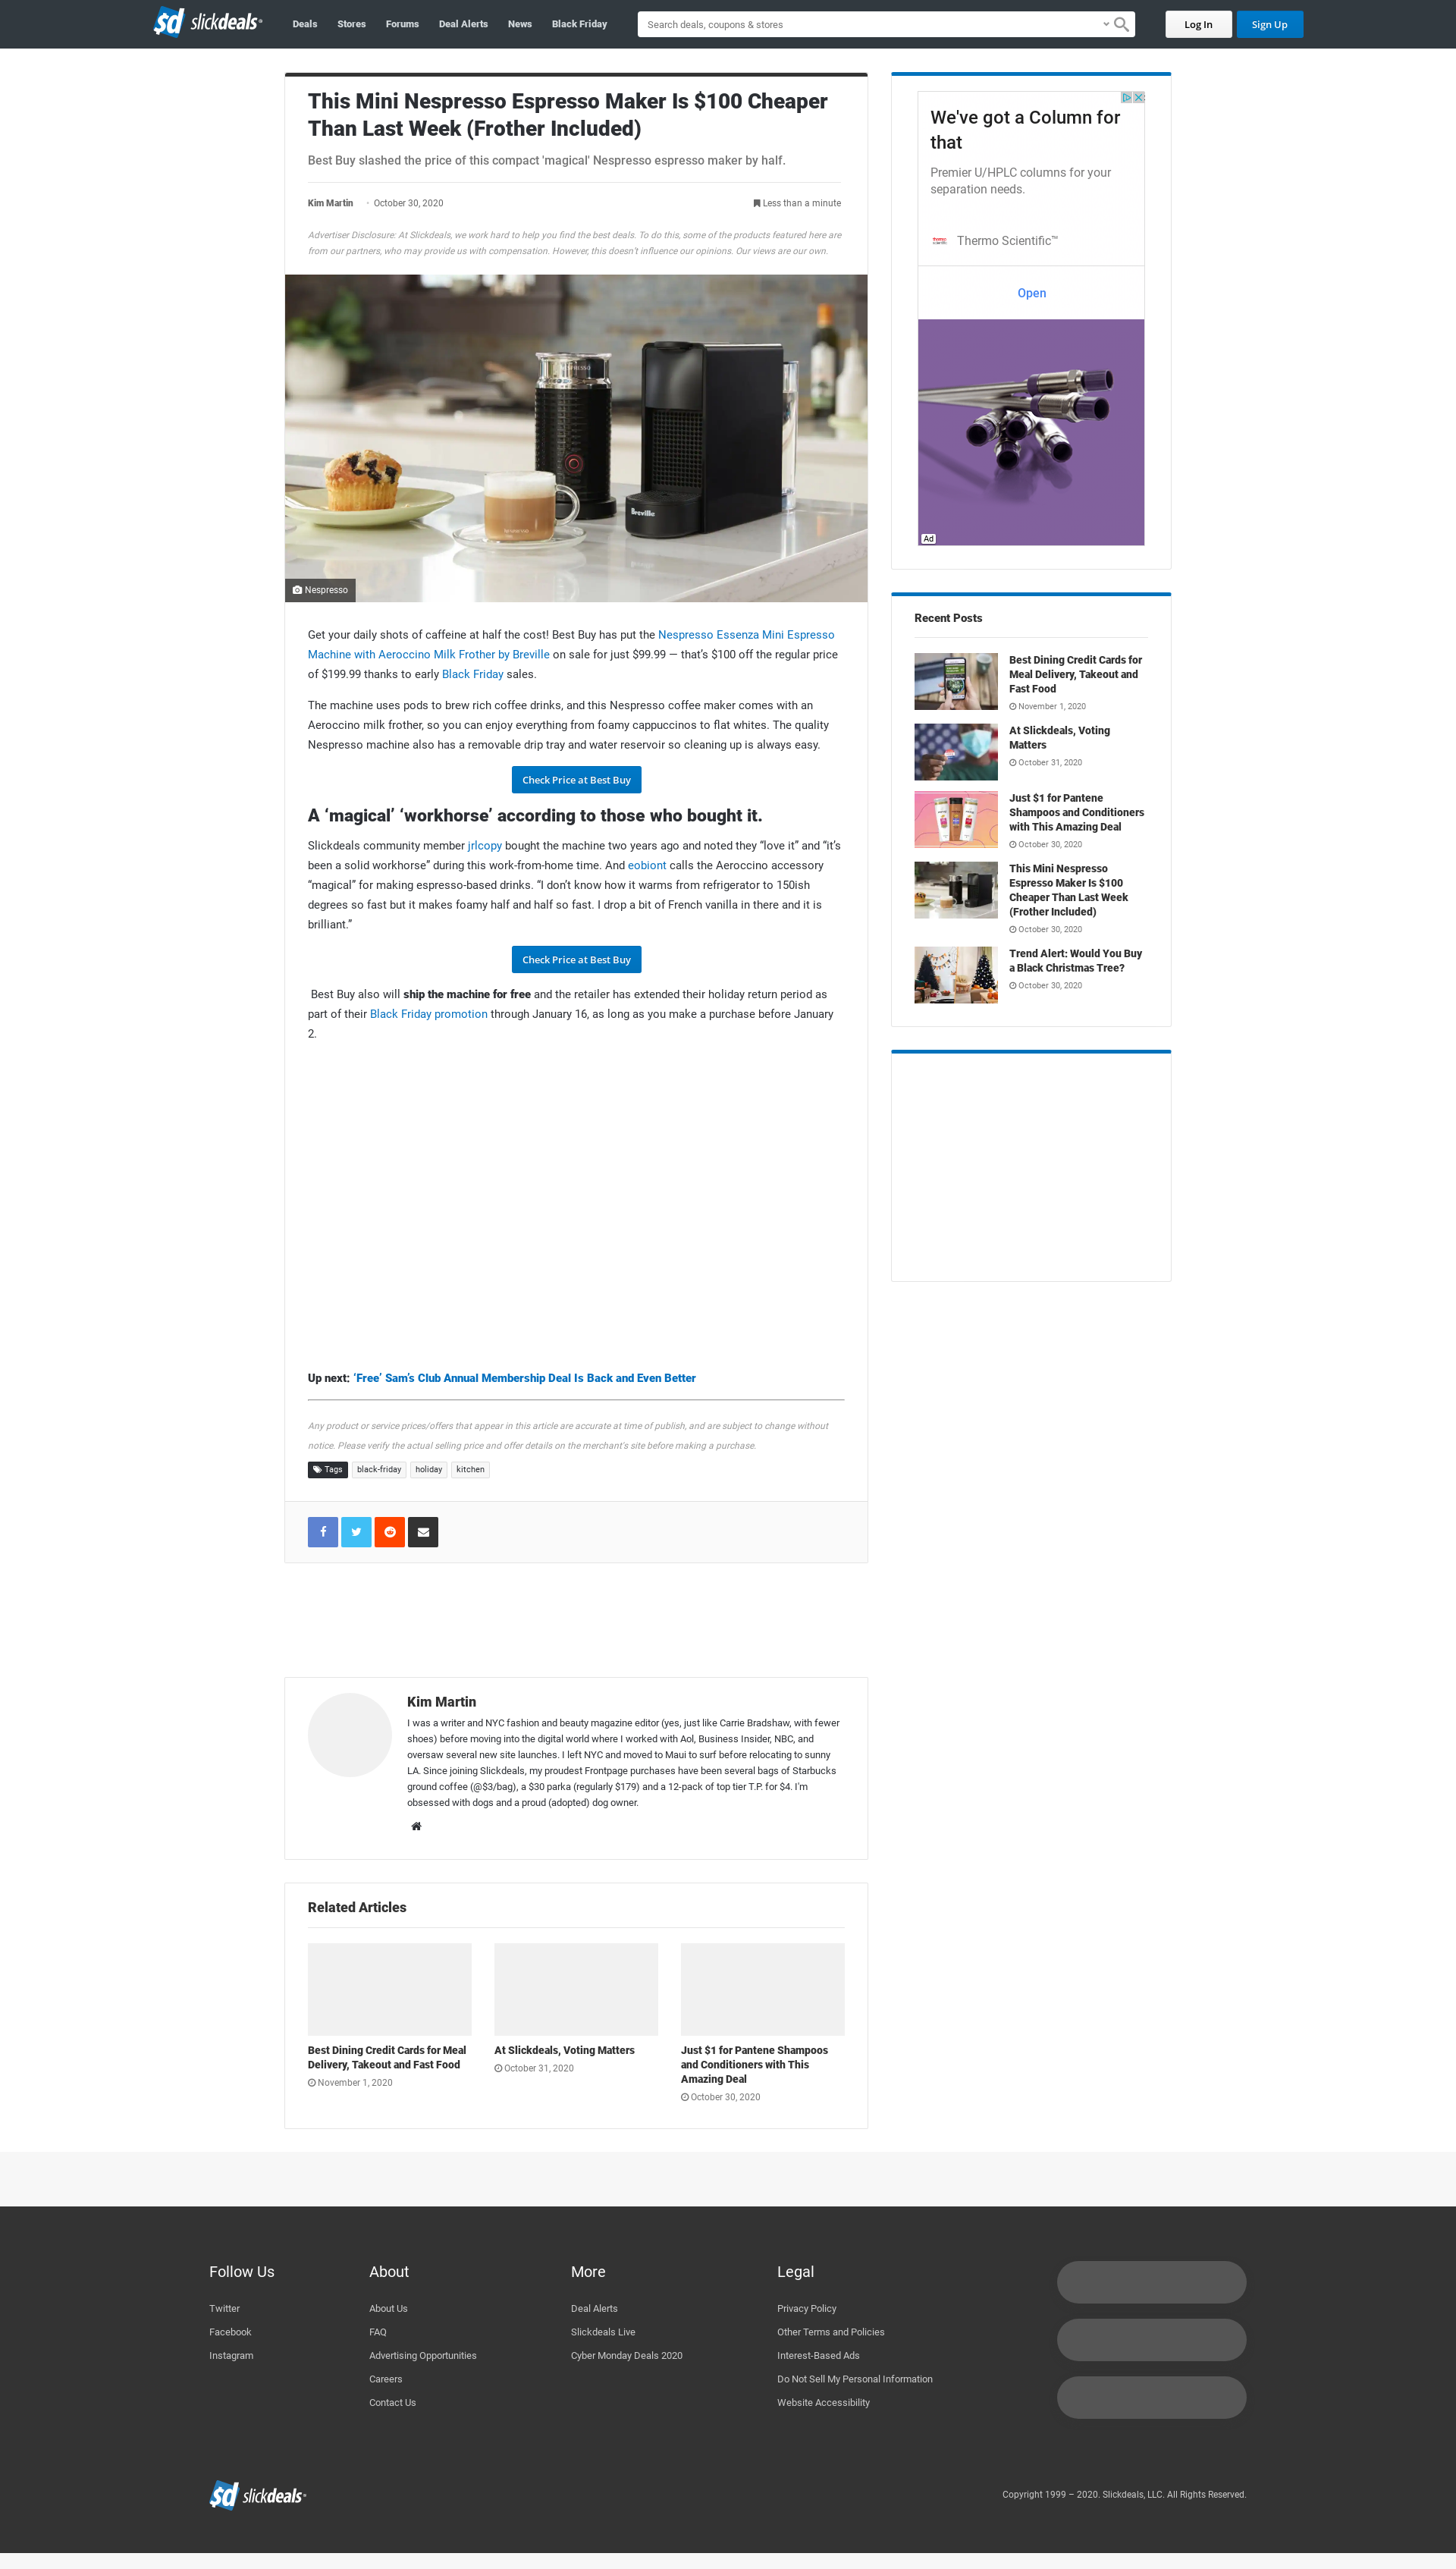 sd slickdeals
Deals Stores Forums Deal Alerts News Black Friday
Search deals, coupons & stores
Log In Sign Up
This Mini Nespresso Espresso Maker Is $100 Cheaper
Than Last Week (Frother Included)
Best Buy slashed the price of this compact 'magical' Nespresso espresso maker by half.
Kim Martin · October 30, 2020 Less than a minute
Advertiser Disclosure: At Slickdeals, we work hard to help you find the best deals. To do this, some of the products featured here are
from our partners, who may provide us with compensation. However, this doesn’t influence our opinions. Our views are our own.
NESPRESSO
Breville
Nespresso
Get your daily shots of caffeine at half the cost! Best Buy has put the Nespresso Essenza Mini Espresso
Machine with Aeroccino Milk Frother by Breville on sale for just $99.99 — that’s $100 off the regular price
of $199.999 thanks to early Black Friday sales.
The machine uses pods to brew rich coffee drinks, and this Nespresso coffee maker comes with an
Aeroccino milk frother, so you can enjoy everything from foamy cappuccinos to flat whites. The quality
Nespresso machine also has a removable drip tray and water reservoir so cleaning up is always easy.
Check Price at Best Buy
A ‘magical’ ‘workhorse’ according to those who bought it.
Slickdeals community member jrlcopy bought the machine two years ago and noted they “love it” and “it’s
been a solid workhorse” during this work-from-home time. And eobiont calls the Aeroccino accessory
“magical” for making espresso-based drinks. “I don’t know how it warms from refrigerator to 150ish
degrees so fast but it makes foamy half and half so fast. I drop a bit of French vanilla in there and it is
brilliant.”
Check Price at Best Buy
Best Buy also will ship the machine for free and the retailer has extended their holiday return period as
part of their Black Friday promotion through January 16, as long as you make a purchase before January
2.
Up next: ‘Free’ Sam’s Club Annual Membership Deal Is Back and Even Better
Any product or service prices/offers that appear in this article are accurate at time of publish, and are subject to change without
notice. Please verify the actual selling price and offer details on the merchant's site before making a purchase.
Tags black-friday holiday kitchen
Kim Martin
I was a writer and NYC fashion and beauty magazine editor (yes, just like Carrie Bradshaw, with fewer
shoes) before moving into the digital world where I worked with Aol, Business Insider, NBC, and
oversaw several new site launches. I left NYC and moved to Maui to surf before relocating to sunny
LA. Since joining Slickdeals, my proudest Frontpage purchases have been several bags of Starbucks
ground coffee (@$3/bag), a $30 parka (regularly $179) and a 12-pack of top tier T.P. for $4. I'm
obsessed with dogs and a proud (adopted) dog owner.
Related Articles
Best Dining Credit Cards for Meal
Delivery, Takeout and Fast Food
November 1, 2020
At Slickdeals, Voting Matters
October 31, 2020
Just $1 for Pantene Shampoos
and Conditioners with This
Amazing Deal
October 30, 2020
We've got a Column for
that
Premier U/HPLC columns for your
separation needs.
Thermo Scientific™
Open
Ad
Recent Posts
Best Dining Credit Cards for
Meal Delivery, Takeout and
Fast Food
November 1, 2020
At Slickdeals, Voting
Matters
October 31, 2020
Just $1 for Pantene
Shampoos and Conditioners
with This Amazing Deal
October 30, 2020
This Mini Nespresso
Espresso Maker Is $100
Cheaper Than Last Week
(Frother Included)
October 30, 2020
Trend Alert: Would You Buy
a Black Christmas Tree?
October 30, 2020
Follow Us
Twitter
Facebook
Instagram
About
About Us
FAQ
Advertising Opportunities
Careers
Contact Us
More
Deal Alerts
Slickdeals Live
Cyber Monday Deals 2020
Legal
Privacy Policy
Other Terms and Policies
Interest-Based Ads
Do Not Sell My Personal Information
Website Accessibility
sd slickdeals
Copyright 1999 – 2020. Slickdeals, LLC. All Rights Reserved.